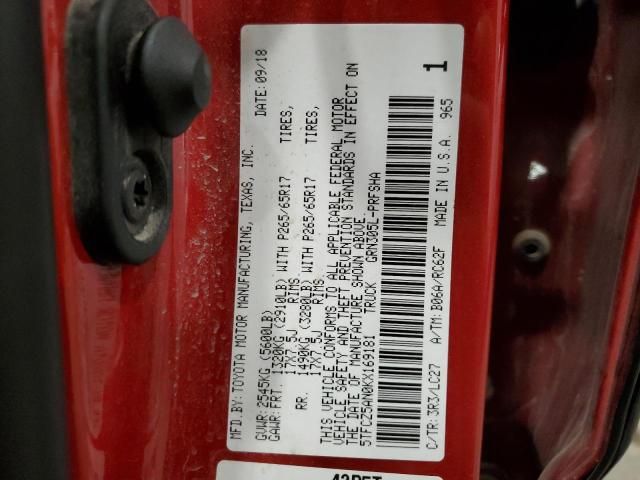 MFD.BY: TOYOTA MOTOR MANUFACTURING, TEXAS, INC. DATE: 09/18
GVWR: 2545KG (5600LB)
GAWR: FRT. 1320KG (2910LB) WITH P265/65R17 TIRES,
17X7.5J RIMS
RR. 1490KG (3280LB) WITH P265/65R17 TIRES,
17X7.5J RIMS
THIS VEHICLE CONFORMS TO ALL APPLICABLE FEDERAL MOTOR
VEHICLE SAFETY AND THEFT PREVENTION STANDARDS IN EFFECT ON
THE DATE OF MANUFACTURE SHOWN ABOVE.
5TFCZ5AN0KX169181 TRUCK GRN305L-PRFSHA 1
C/TR: 3R3/LC27 A/TM: B06A/RC62F MADE IN U.S.A. 965